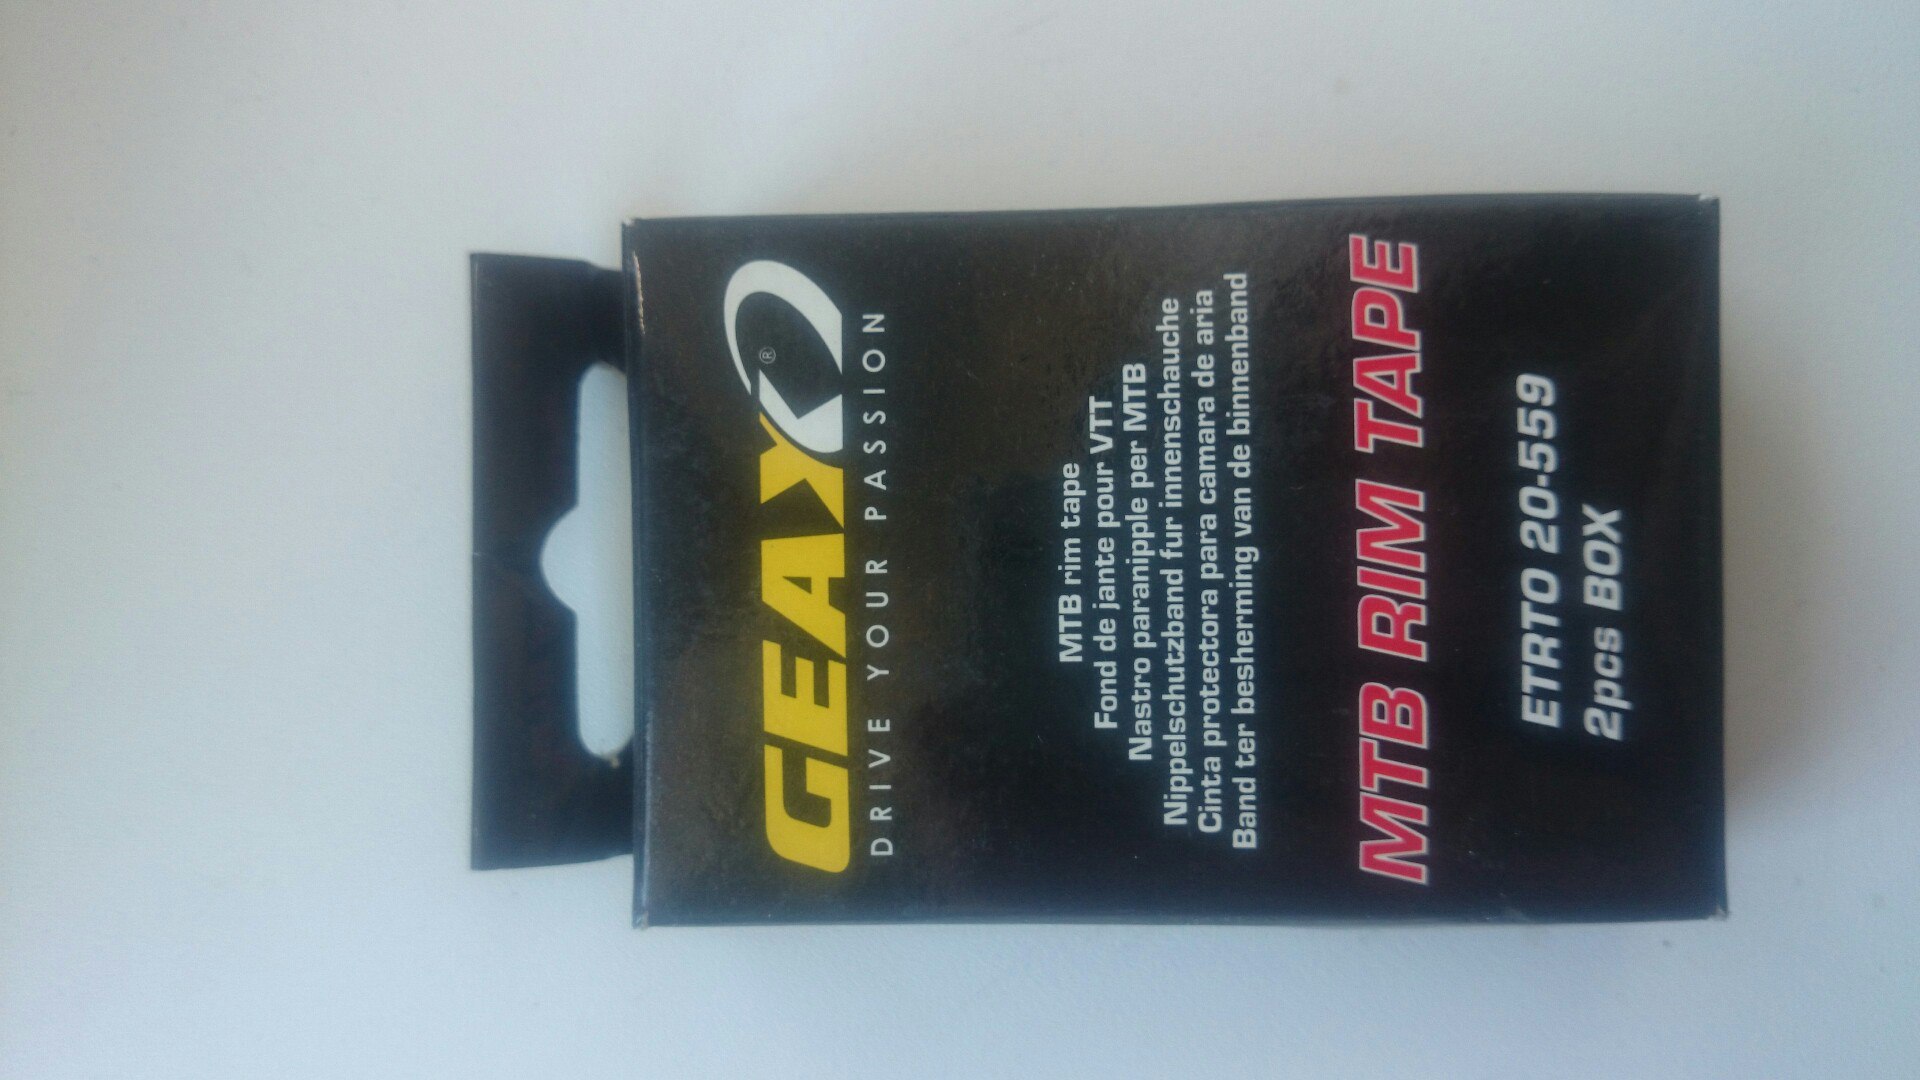 GEAX®
DRIVE YOUR PASSION
MTB rim tape
Fond de jante pour VTT
Nastro paranipple per MTB
Nippelschutzband fur innenschauche
Cinta protectora para camara de aria
Band ter besherming van de binnenband
MTB RIM TAPE
ETRTO 20-559
2pcs BOX